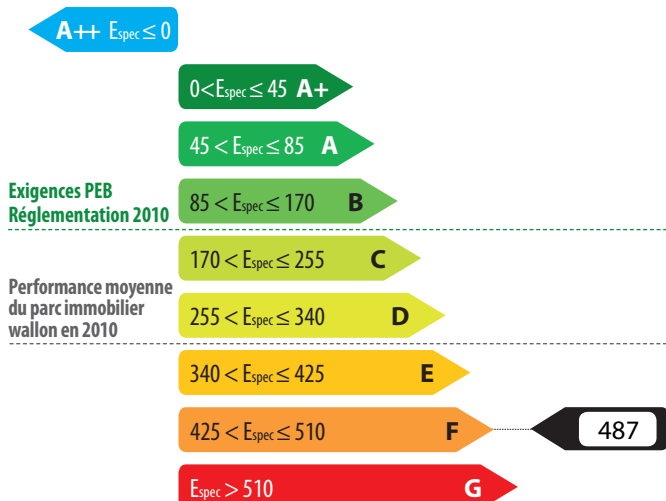 A++ Espec ≤ 0
0 < Espec ≤ 45 A+
45 < Espec ≤ 85 A
Exigences PEB
Réglementation 2010
85 < Espec ≤ 170 B
170 < Espec ≤ 255 C
Performance moyenne
du parc immobilier
wallon en 2010
255 < Espec ≤ 340 D
340 < Espec ≤ 425 E
425 < Espec ≤ 510 F
487
Espec > 510 G